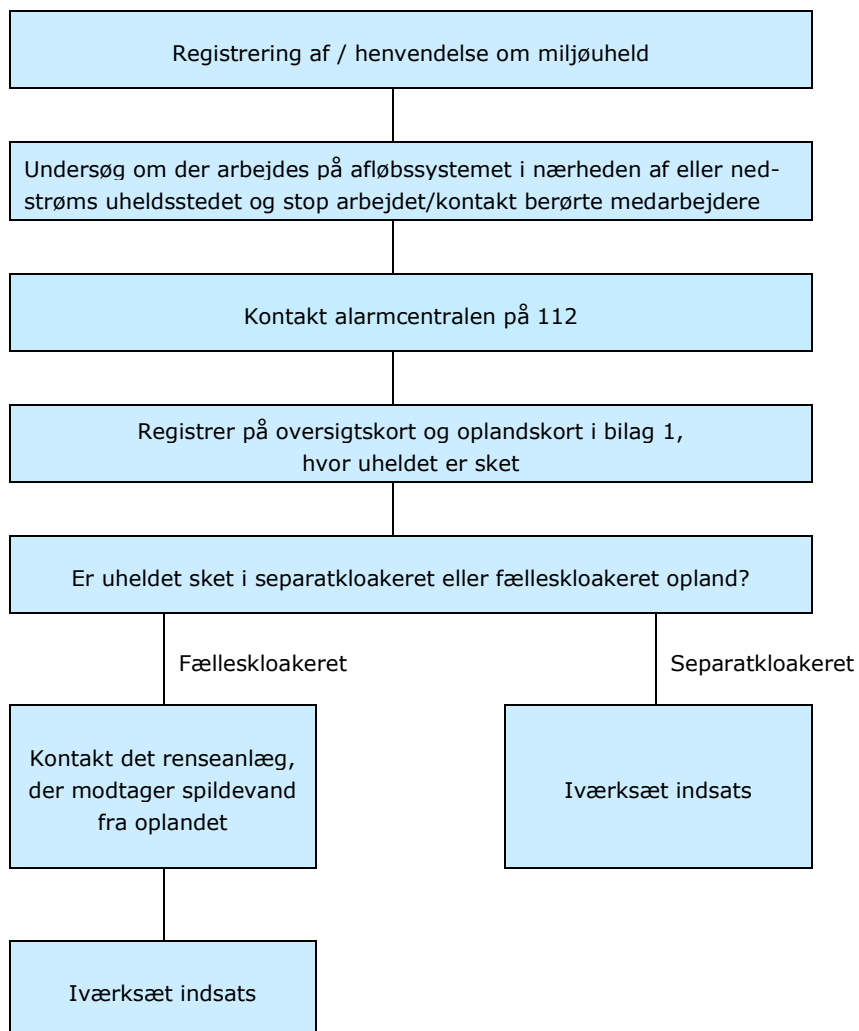 Registrering af / henvendelse om miljøuheld
Undersøg om der arbejdes på afløbssystemet i nærheden af eller ned-
strøms uheldsstedet og stop arbejdet/kontakt berørte medarbejdere
Kontakt alarmcentralen på 112
Registrer på oversigtskort og oplandskort i bilag 1,
hvor uheldet er sket
Er uheldet sket i separatkloakeret eller fælleskloakeret opland?
Fælleskloakeret
Separatkloakeret
Kontakt det renseanlæg,
der modtager spildevand
fra oplandet
Iværksæt indsats
Iværksæt indsats